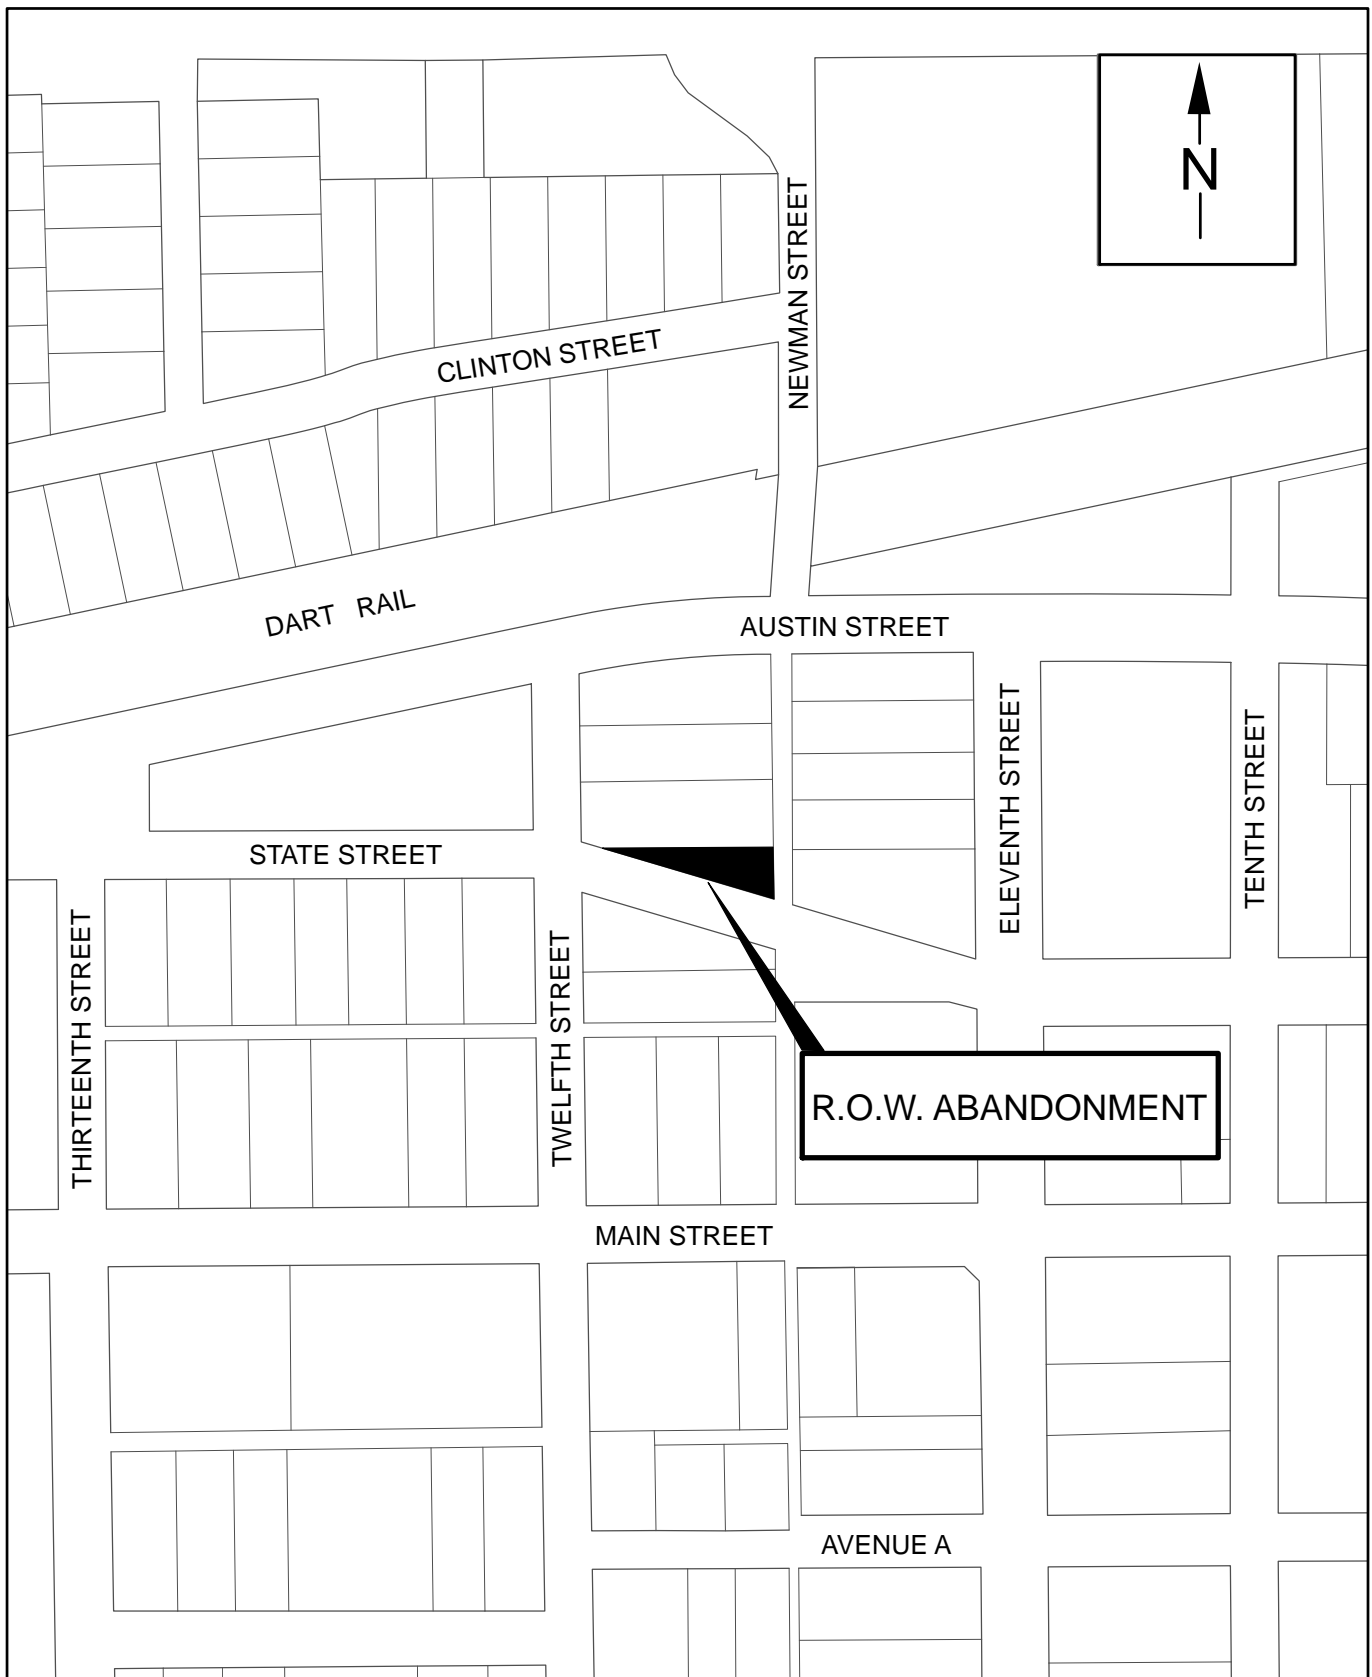 N
NEWMAN STREET
CLINTON STREET
DART RAIL
AUSTIN STREET
ELEVENTH STREET
TENTH STREET
STATE STREET
THIRTEENTH STREET
TWELFTH STREET
R.O.W. ABANDONMENT
MAIN STREET
AVENUE A